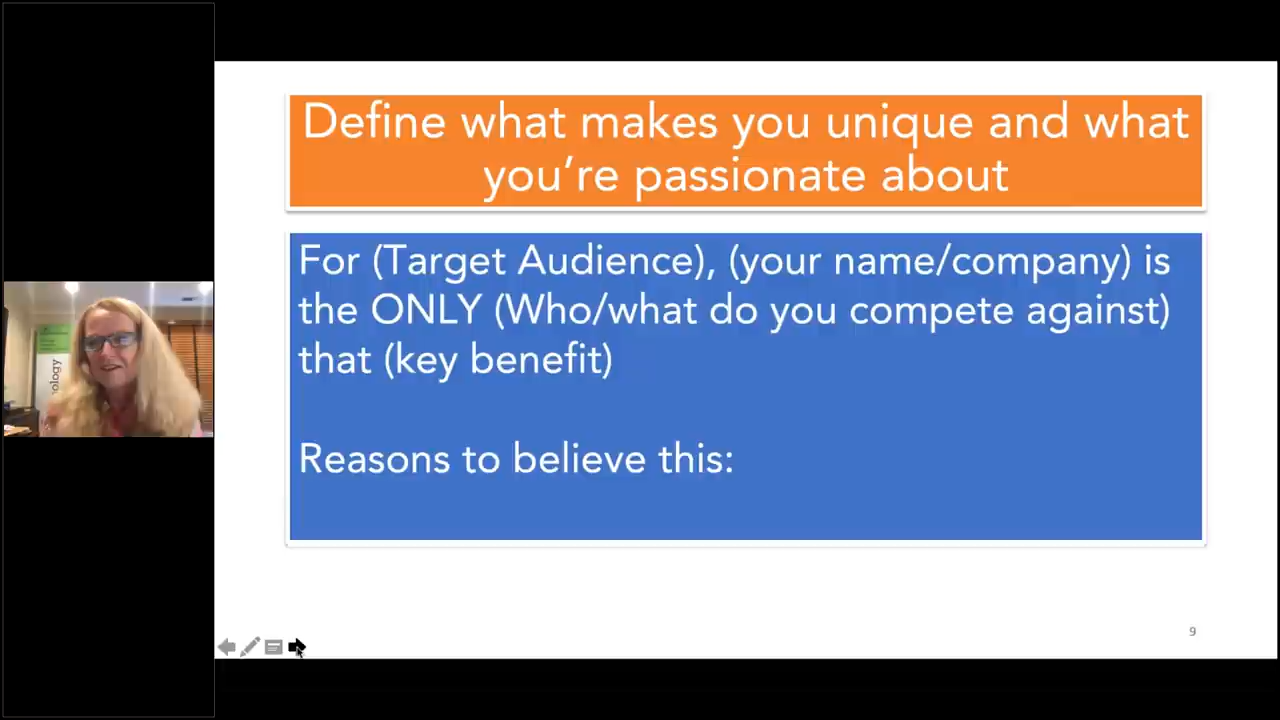 Define what makes you unique and what
you’re passionate about
For (Target Audience), (your name/company) is
the ONLY (Who/what do you compete against)
that (key benefit)
Reasons to believe this:
9